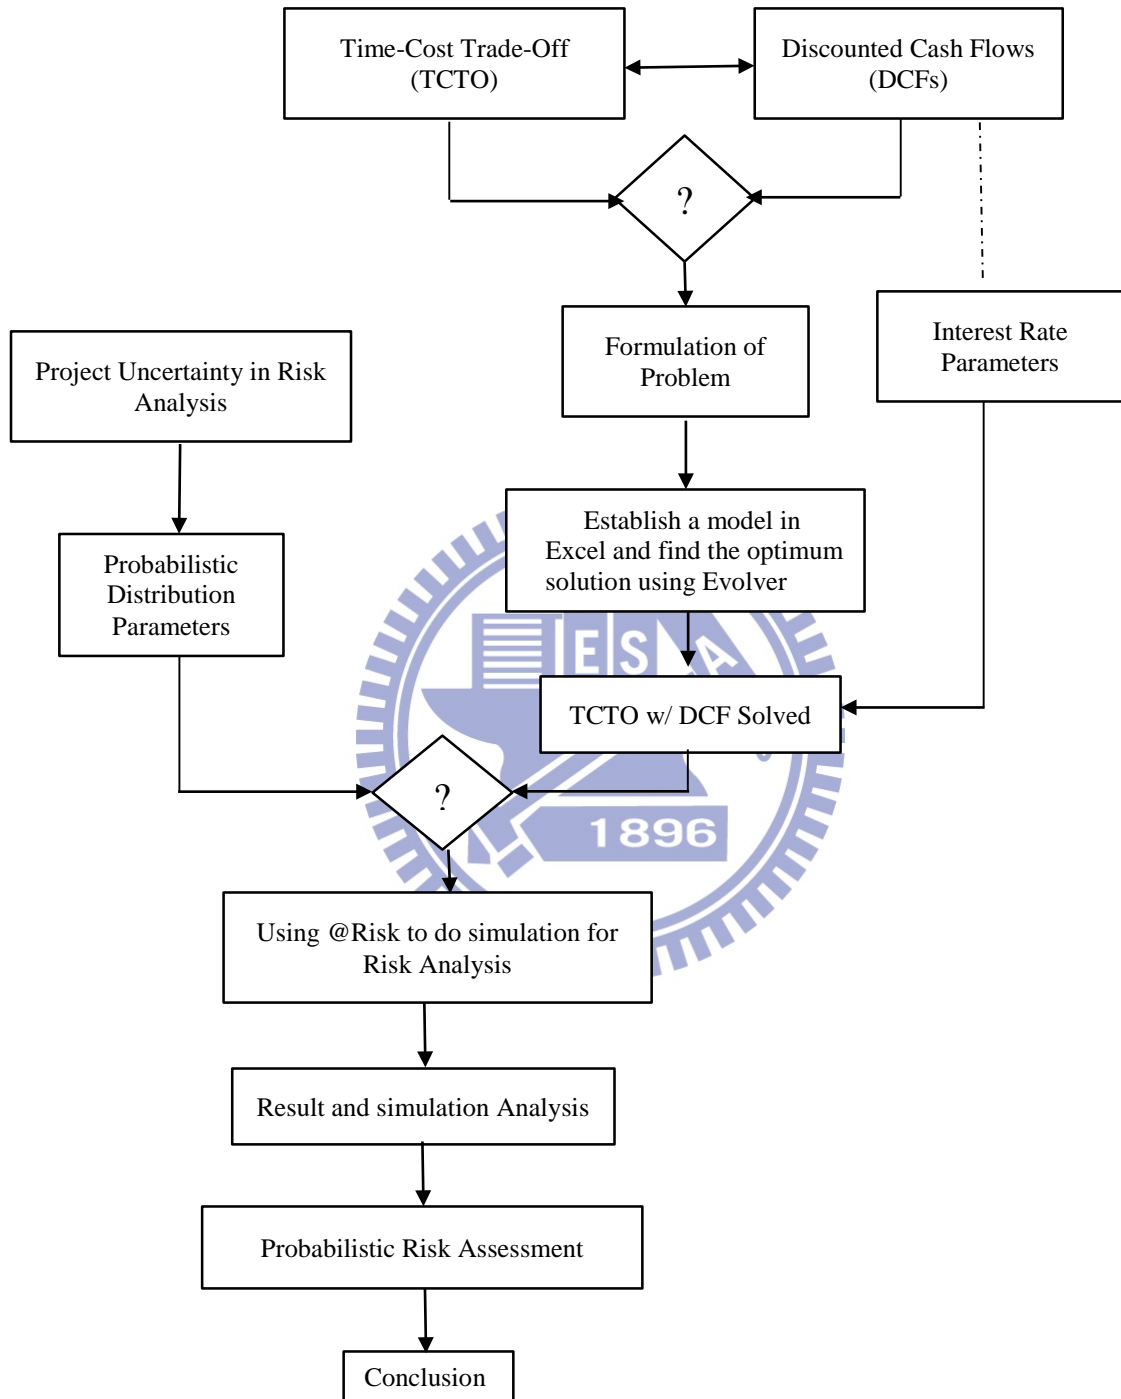 Time-Cost Trade-Off
(TCTO)
Discounted Cash Flows
(DCFs)
?
Formulation of
Problem
Interest Rate
Parameters
Project Uncertainty in Risk
Analysis
Establish a model in
Excel and find the optimum
solution using Evolver
Probabilistic
Distribution
Parameters
E S A
TCTO w/ DCF Solved
?
1896
Using @Risk to do simulation for
Risk Analysis
Result and simulation Analysis
Probabilistic Risk Assessment
Conclusion